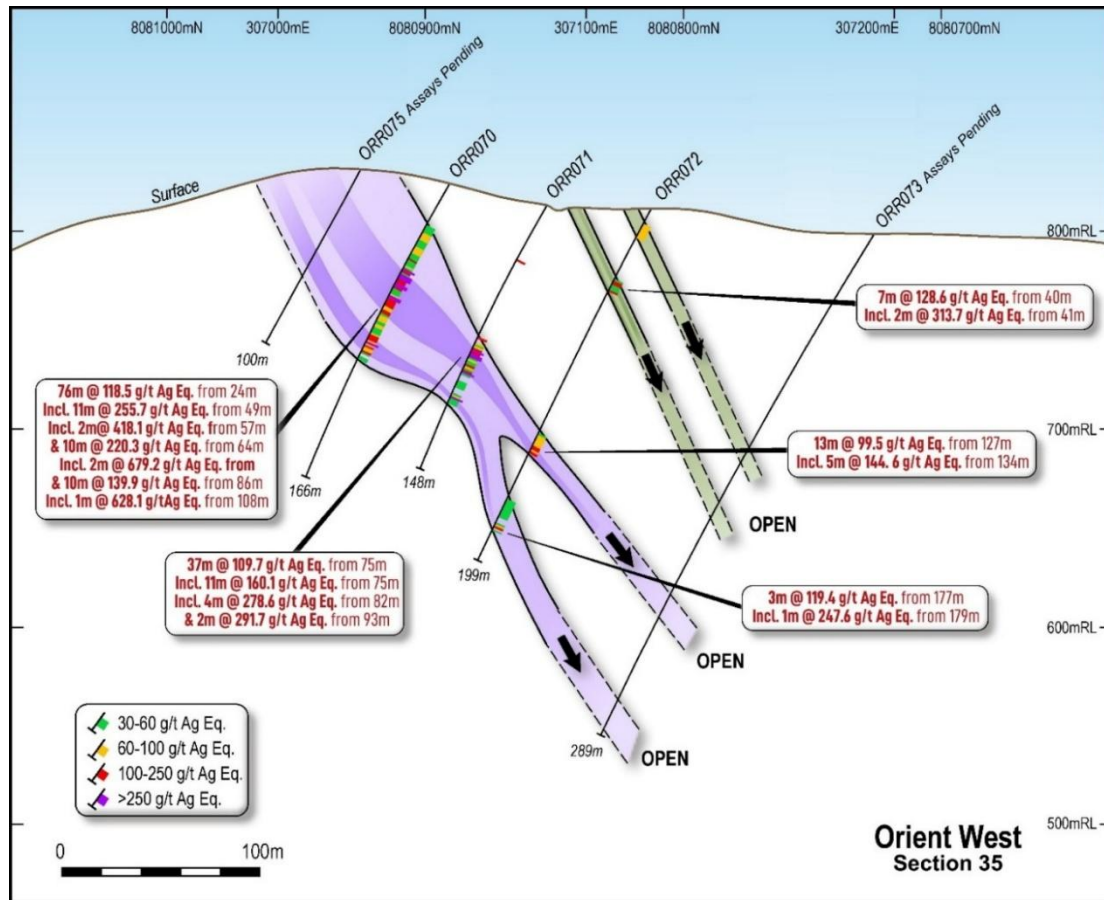 8081000mN
307000mE
8080900mN
307100mE
8080800mN
307200mE
8080700mN
ORR075 Assays Pending
ORR070
ORR071
ORR072
ORR073 Assays Pending
Surface
800mRL
7m @ 128.6 g/t Ag Eq. from 40m
Incl. 2m @ 313.7 g/t Ag Eq. from 41m
100m
76m @ 118.5 g/t Ag Eq. from 24m
Incl. 11m @ 255.7 g/t Ag Eq. from 49m
Incl. 2m@ 418.1 g/t Ag Eq. from 57m
& 10m @ 220.3 g/t Ag Eq. from 64m
Incl. 2m @ 679.2 g/t Ag Eq. from
& 10m @ 139.9 g/t Ag Eq. from 86m
Incl. 1m @ 628.1 g/tAg Eq. from 108m
700mRL
13m @ 99.5 g/t Ag Eq. from 127m
Incl. 5m @ 144. 6 g/t Ag Eq. from 134m
166m
148m
OPEN
37m @ 109.7 g/t Ag Eq. from 75m
Incl. 11m @ 160.1 g/t Ag Eq. from 75m
Incl. 4m @ 278.6 g/t Ag Eq. from 82m
& 2m @ 291.7 g/t Ag Eq. from 93m
199m
3m @ 119.4 g/t Ag Eq. from 177m
Incl. 1m @ 247.6 g/t Ag Eq. from 179m
600mRL
OPEN
289m
OPEN
30-60 g/t Ag Eq.
60-100 g/t Ag Eq.
100-250 g/t Ag Eq.
>250 g/t Ag Eq.
500mRL
0
100m
Orient West
Section 35